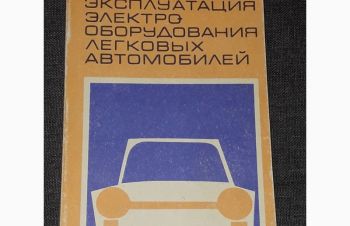 ЭКСПЛУАТАЦИЯ
ЭЛЕКТРО-
ОБОРУДОВАНИЯ
ЛЕГКОВЫХ
АВТОМОБИЛЕЙ